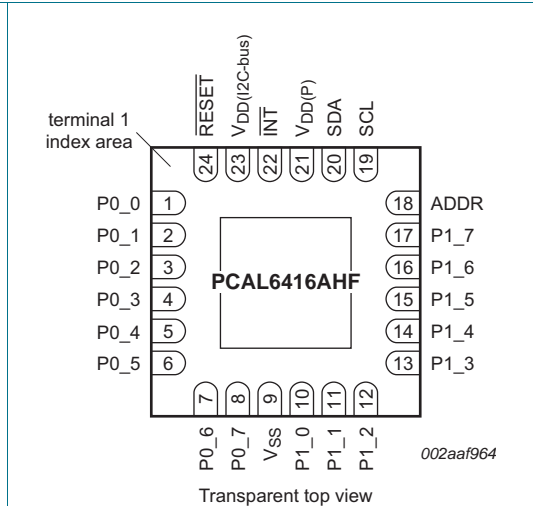 RESET
VDD(I2C-bus)
INT
VDD(P)
SDA
SCL
terminal 1
index area
24
23
22
21
20
19
P0_0 1
18 ADDR
P0_1 2
17 P1_7
P0_2 3
16 P1_6
PCAL6416AHF
P0_3 4
15 P1_5
P0_4 5
14 P1_4
P0_5 6
13 P1_3
7
8
9
10
11
12
P0_6
P0_7
VSS
P1_0
P1_1
P1_2
002aaf964
Transparent top view